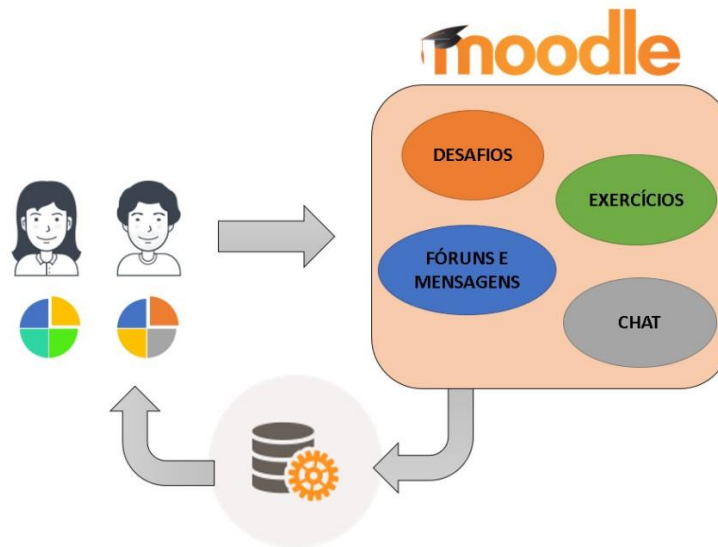 moodle
DESAFIOS
EXERCÍCIOS
FÓRUNS E
MENSAGENS
CHAT